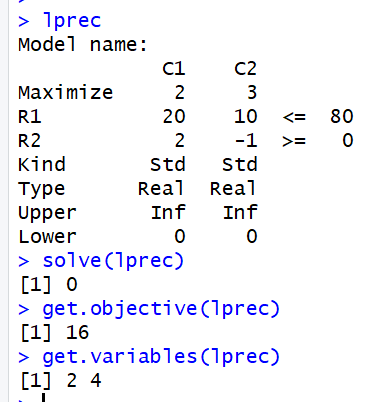 > lprec
Model name:
C1 C2
Maximize 2 3
R1 20 10 <= 80
R2 2 -1 >= 0
Kind Std Std
Type Real Real
Upper Inf Inf
Lower 0 0
> solve(lprec)
[1] 0
> get.objective(lprec)
[1] 16
> get.variables(lprec)
[1] 2 4